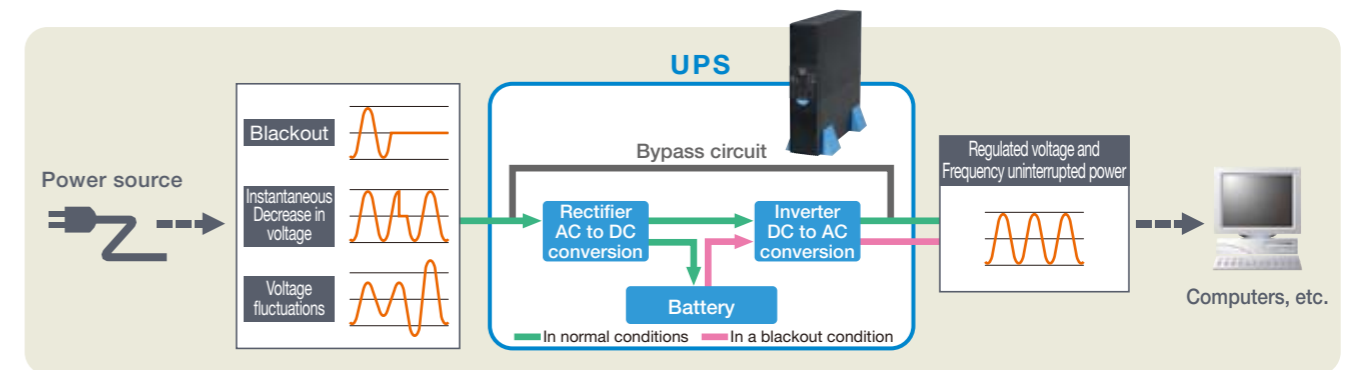 UPS
Power source
Blackout
Instantaneous
Decrease in
voltage
Voltage
fluctuations
Bypass circuit
Rectifier
AC to DC
conversion
Inverter
DC to AC
conversion
Battery
In normal conditions
In a blackout condition
Regulated voltage and
Frequency uninterrupted power
Computers, etc.